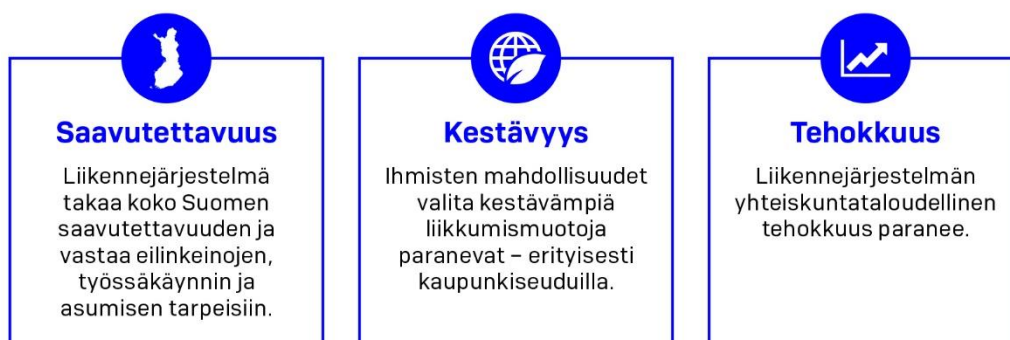 Saavutettavuus
Liikennejärjestelmä
takaa koko Suomen
saavutettavuuden ja
vastaa eilinkeinojen,
työssäkäynnin ja
asumisen tarpeisiin.
Kestävyys
Ihmisten mahdollisuudet
valita kestävämpiä
liikkumismuotoja
paranevat – erityisesti
kaupunkiseuduilla.
Tehokkuus
Liikennejärjestelmän
yhteiskuntataloudellinen
tehokkuus paranee.